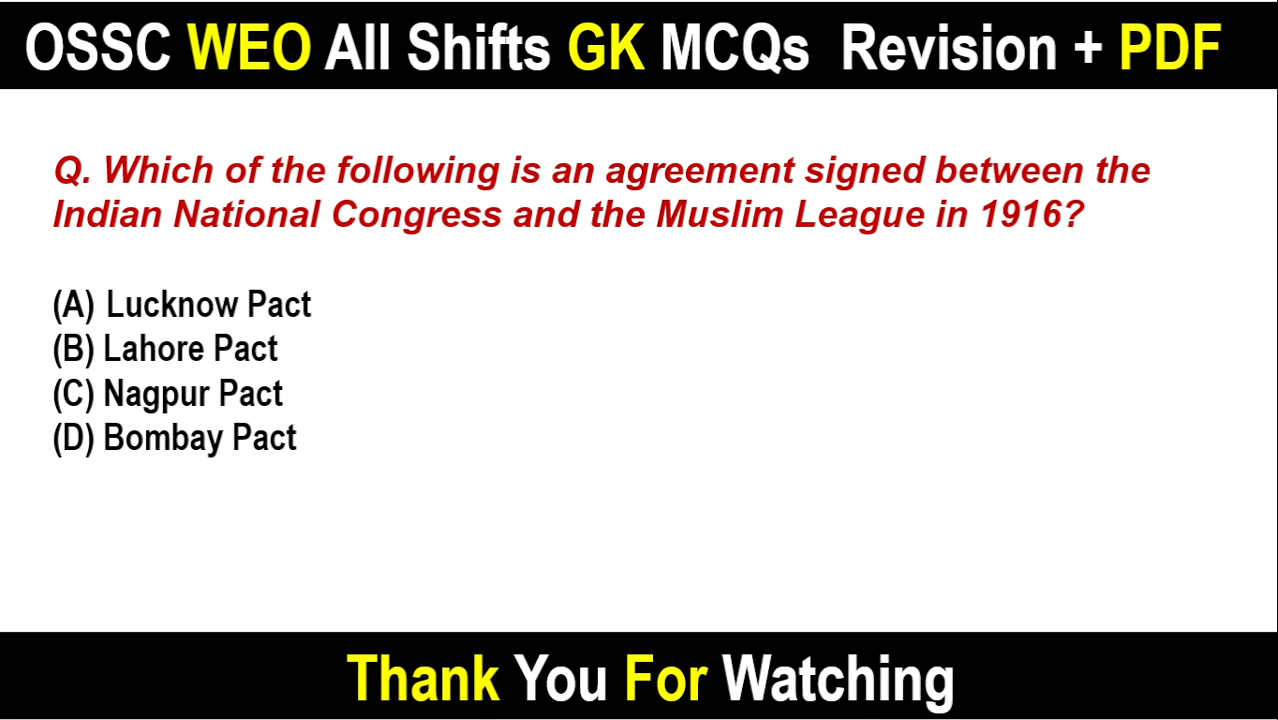 OSSC WEO All Shifts GK MCQs Revision + PDF
Q. Which of the following is an agreement signed between the
Indian National Congress and the Muslim League in 1916?
(A) Lucknow Pact
(B) Lahore Pact
(C) Nagpur Pact
(D) Bombay Pact
Thank You For Watching